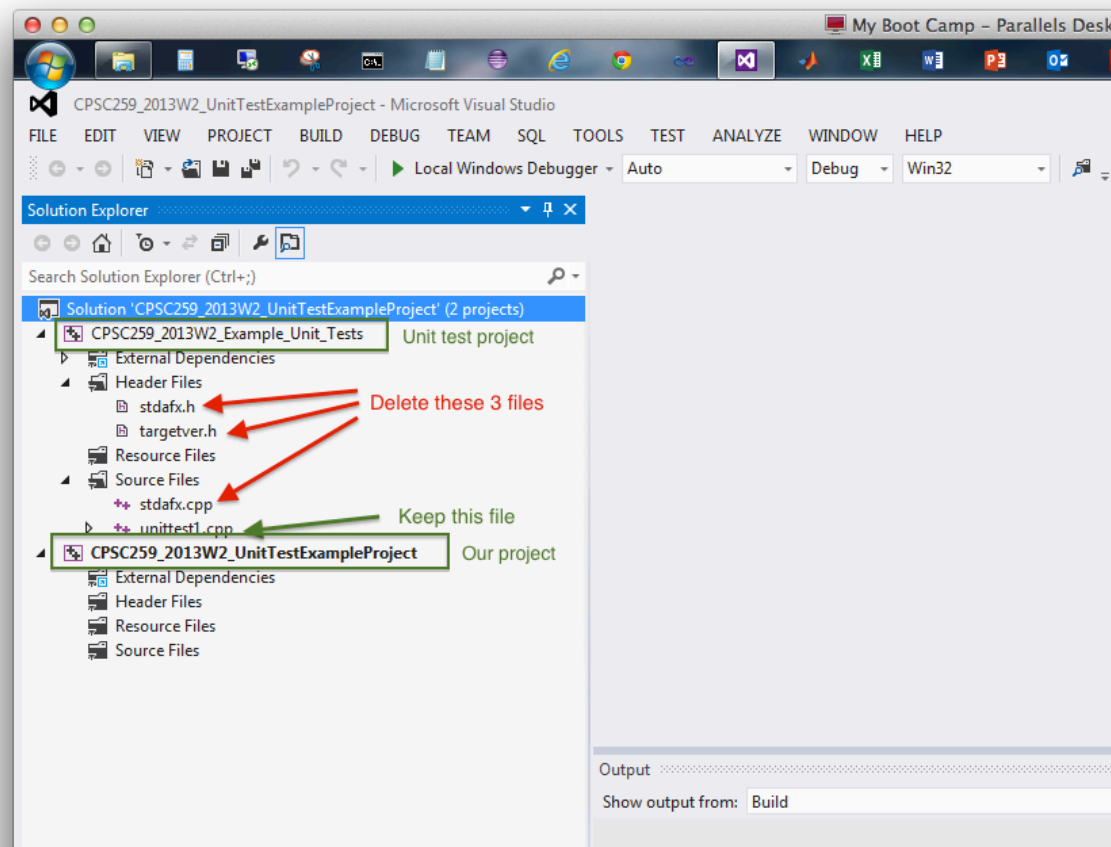 My Boot Camp – Parallels Desk
C:\.
CPSC259_2013W2_UnitTestExampleProject - Microsoft Visual Studio
FILE EDIT VIEW PROJECT BUILD DEBUG TEAM SQL TOOLS TEST ANALYZE WINDOW HELP
Local Windows Debugger Auto Debug Win32
Solution Explorer
Search Solution Explorer (Ctrl+;)
Solution 'CPSC259_2013W2_UnitTestExampleProject' (2 projects)
CPSC259_2013W2_Example_Unit_Tests Unit test project
External Dependencies
Header Files
stdafx.h
Delete these 3 files
targetver.h
Resource Files
Source Files
stdafx.cpp
Keep this file
unittest1.cpp
CPSC259_2013W2_UnitTestExampleProject Our project
External Dependencies
Header Files
Resource Files
Source Files
Output
Show output from: Build